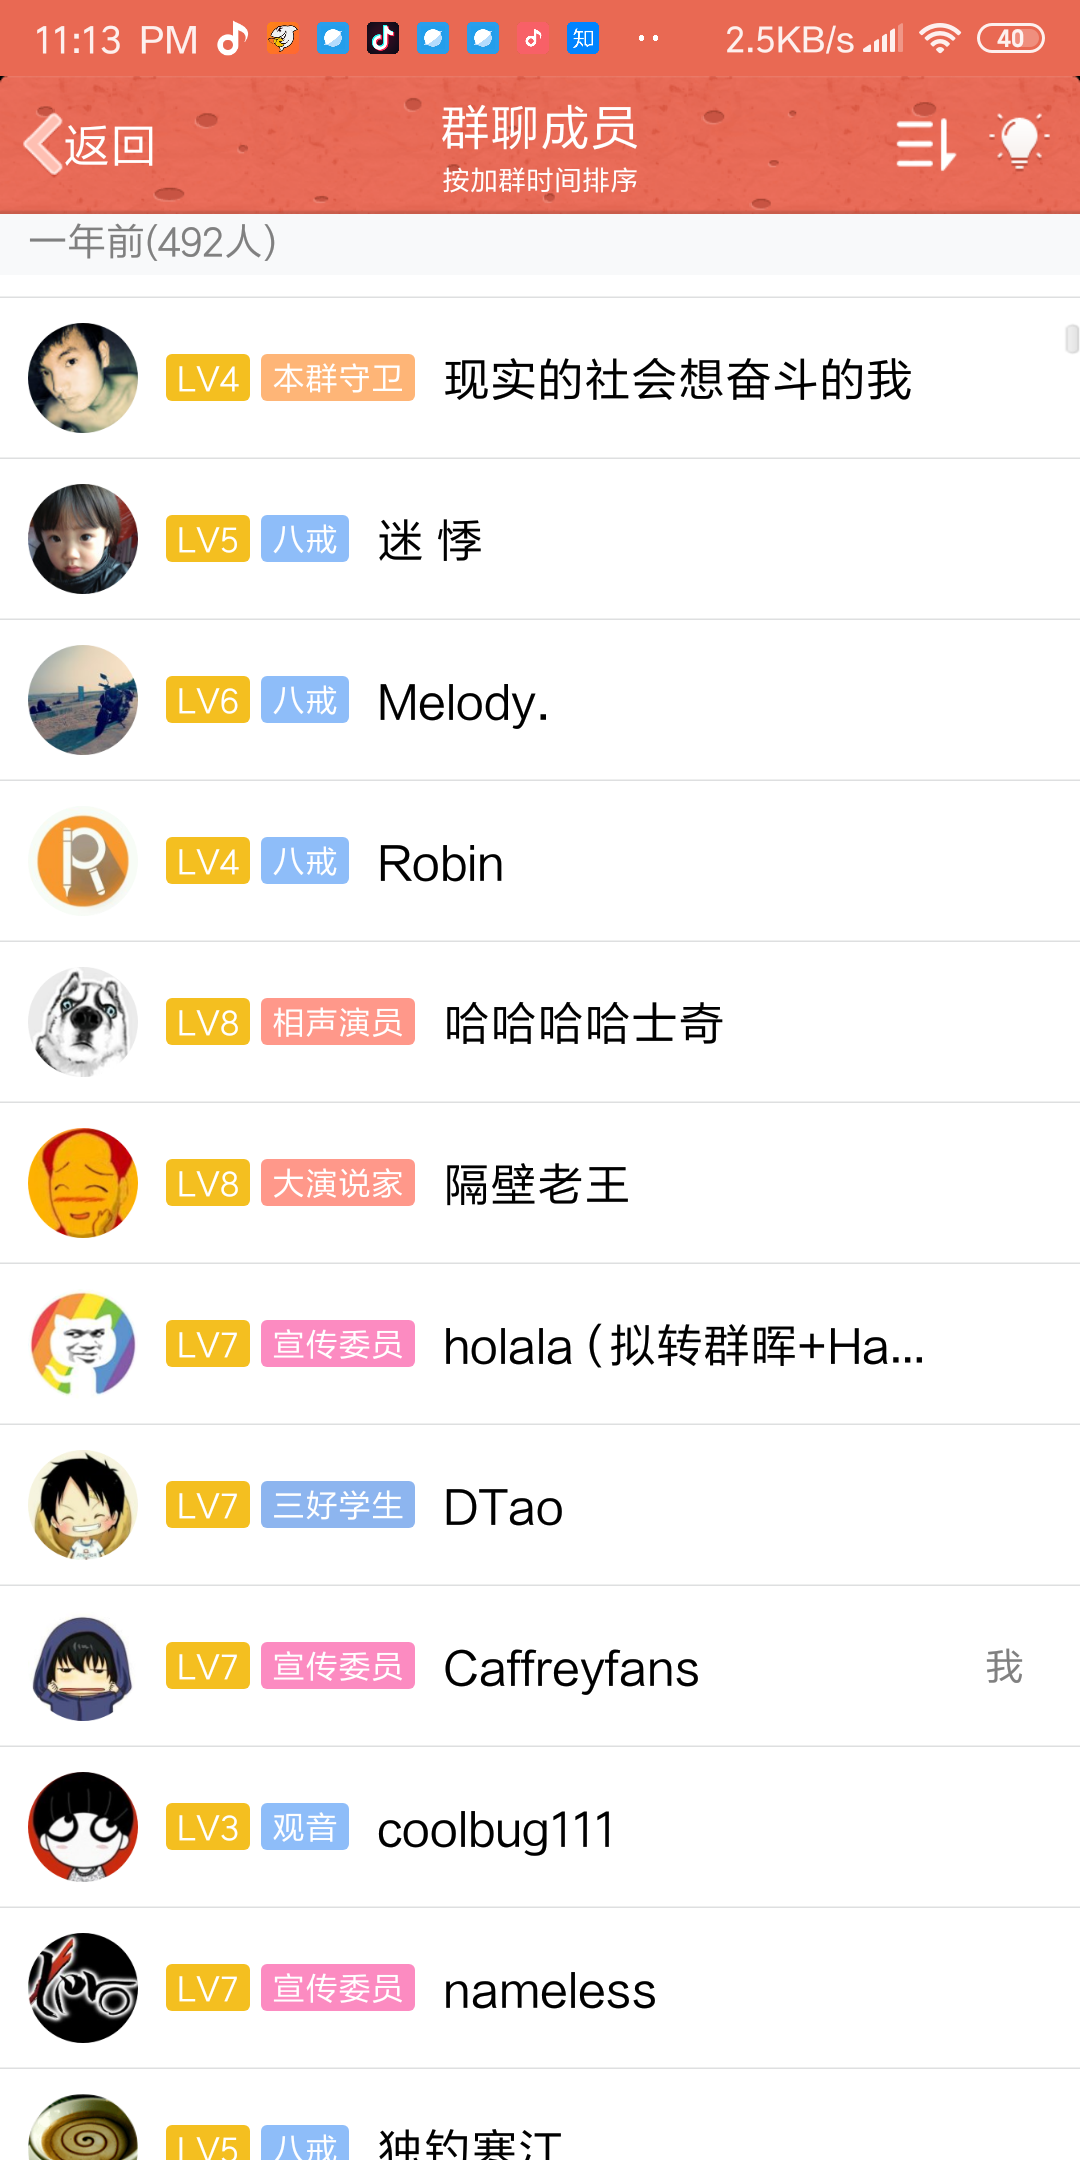 11:13 PM 知 2.5KB/s 40
返回
群聊成员
按加群时间排序
一年前(492人)
LV4 本群守卫 现实的社会想奋斗的我
LV5 八戒 迷 悸
LV6 八戒 Melody.
LV4 八戒 Robin
LV8 相声演员 哈哈哈哈士奇
LV8 大演说家 隔壁老王
LV7 宣传委员 holala（拟转群晖+Ha...
LV7 三好学生 DTao
LV7 宣传委员 Caffreyfans 我
LV3 观音 coolbug111
LV7 宣传委员 nameless
LV5 八戒 独钓寒江